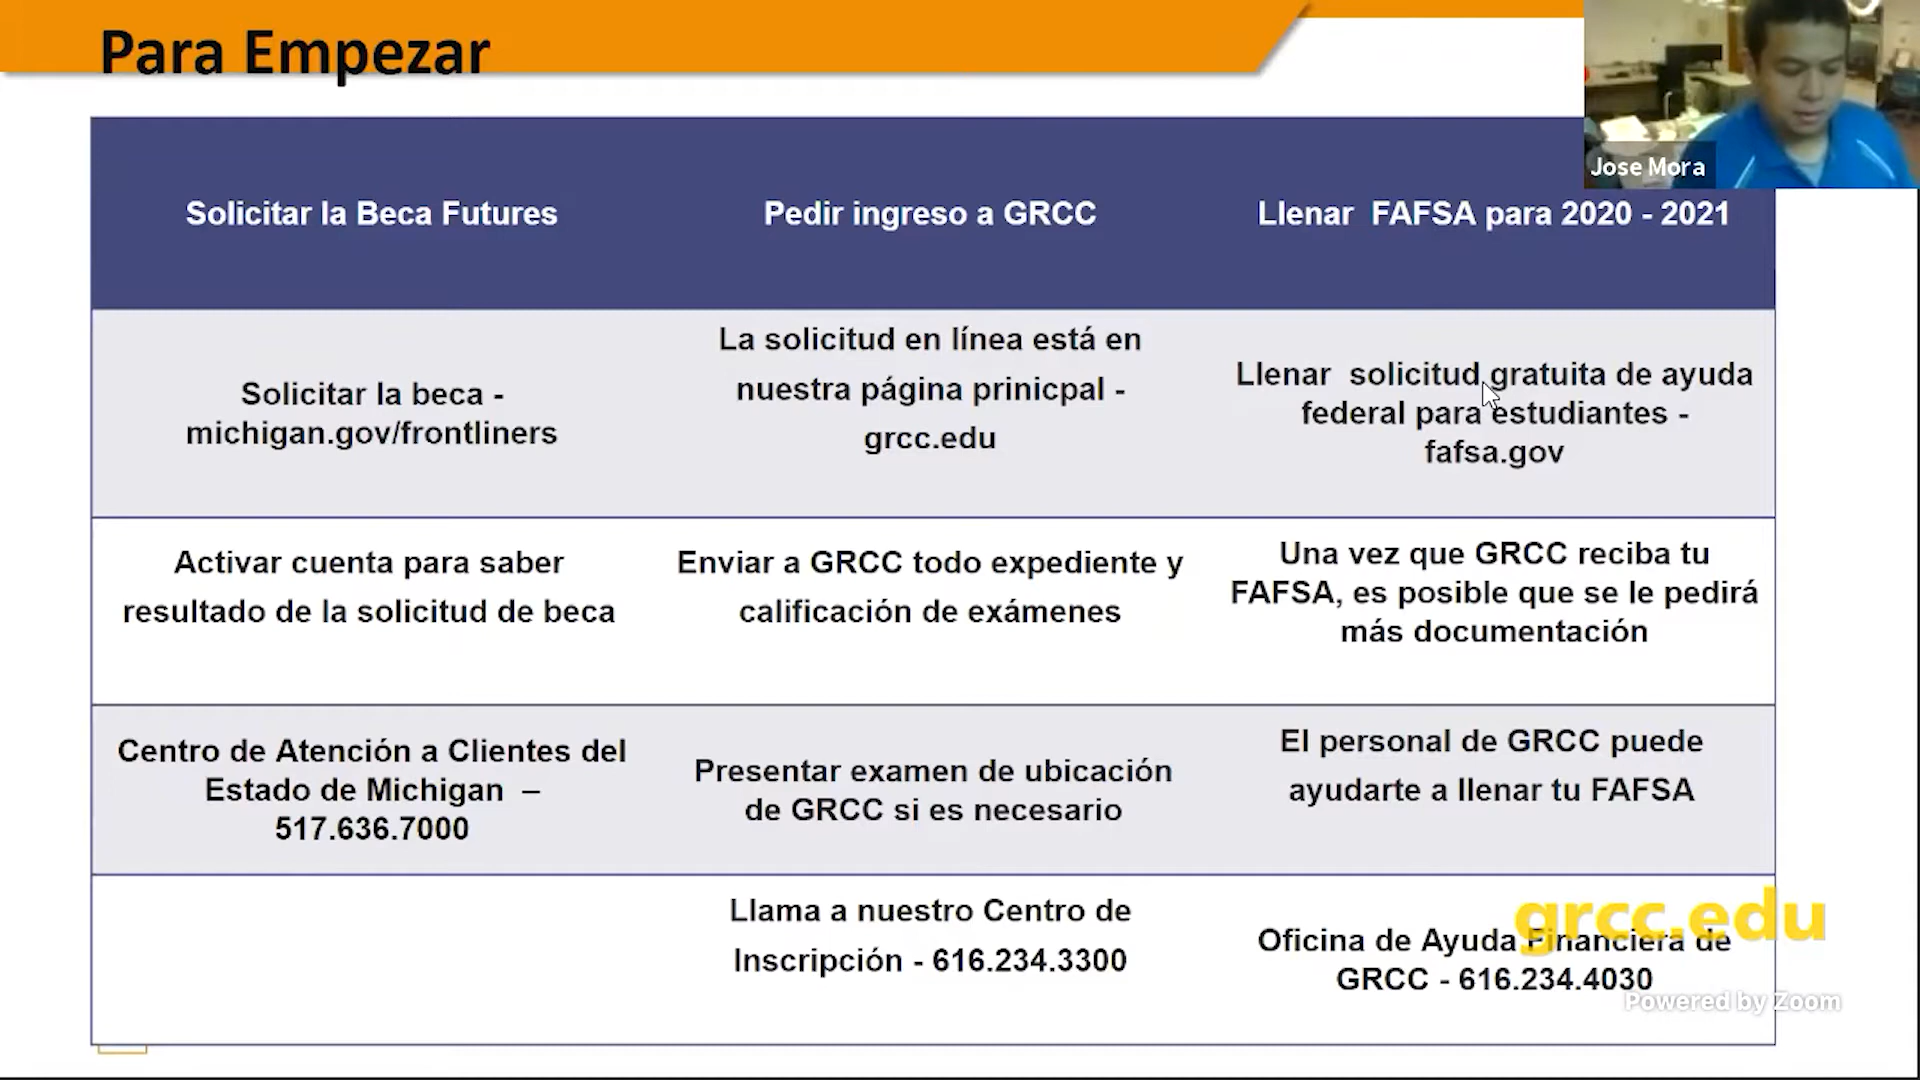 Para Empezar
Jose Mora
Solicitar la Beca Futures
Pedir ingreso a GRCC
Llenar FAFSA para 2020 - 2021
Solicitar la beca -
michigan.gov/frontliners
La solicitud en línea está en
nuestra página prinicpal -
grcc.edu
Llenar solicitud gratuita de ayuda
federal para estudiantes -
fafsa.gov
Activar cuenta para saber
resultado de la solicitud de beca
Enviar a GRCC todo expediente y
calificación de exámenes
Una vez que GRCC reciba tu
FAFSA, es posible que se le pedirá
más documentación
Centro de Atención a Clientes del
Estado de Michigan –
517.636.7000
Presentar examen de ubicación
de GRCC si es necesario
El personal de GRCC puede
ayudarte a llenar tu FAFSA
Llama a nuestro Centro de
Inscripción - 616.234.3300
Oficina de Ayuda Financiera de
GRCC - 616.234.4030
grcc.edu
Powered by Zoom